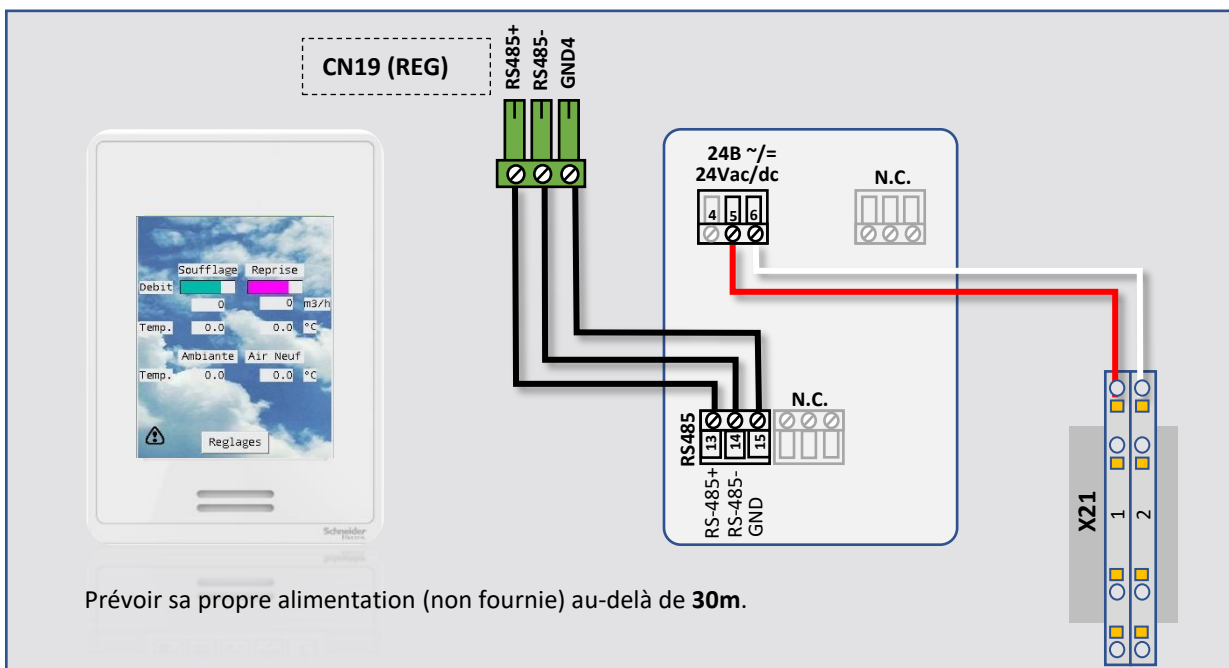 CN19 (REG)
RS485+
RS485-
GND4
24B ~/=
24Vac/dc
4 5 6
N.C.
Soufflage Reprise
Debit
0 0 m3/h
Temp. 0.0 0.0 °C
Ambiante Air Neuf
Temp. 0.0 0.0 °C
Reglages
Schneider
Electric
RS485
13 14 15
N.C.
RS-485+
RS-485-
GND
X21
1
2
Prévoir sa propre alimentation (non fournie) au-delà de 30m.